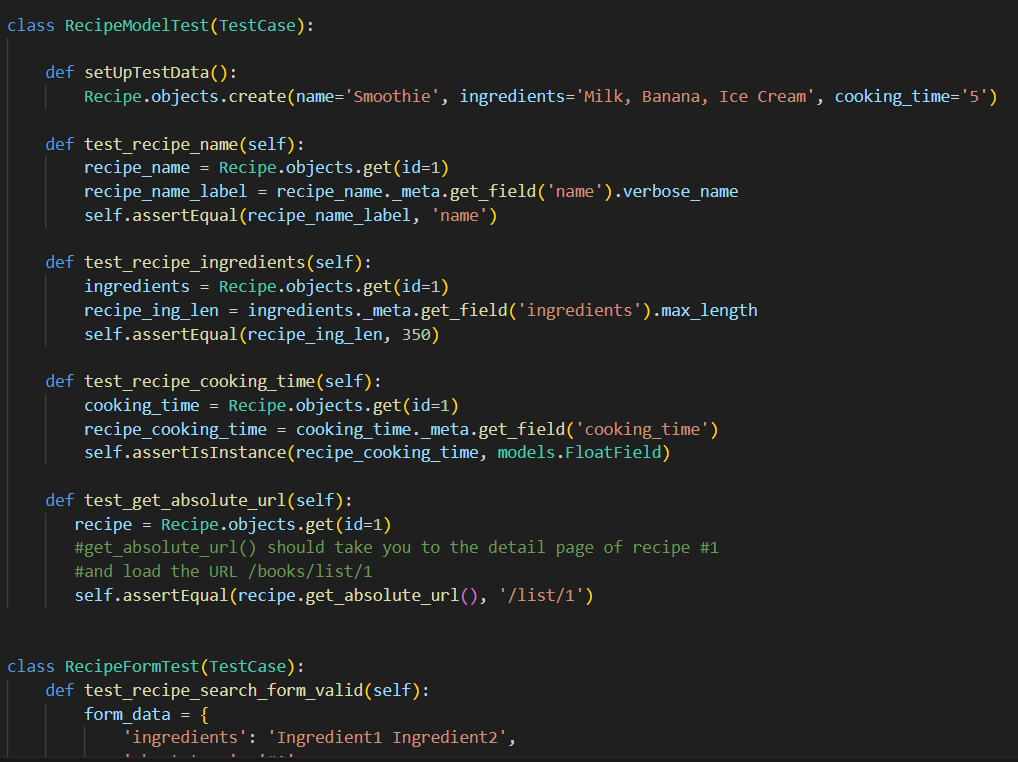 class RecipeModelTest(TestCase):
def setUpTestData():
Recipe.objects.create(name='Smoothie', ingredients='Milk, Banana, Ice Cream', cooking_time='5')
def test_recipe_name(self):
recipe_name = Recipe.objects.get(id=1)
recipe_name_label = recipe_name._meta.get_field('name').verbose_name
self.assertEqual(recipe_name_label, 'name')
def test_recipe_ingredients(self):
ingredients = Recipe.objects.get(id=1)
recipe_ing_len = ingredients._meta.get_field('ingredients').max_length
self.assertEqual(recipe_ing_len, 350)
def test_recipe_cooking_time(self):
cooking_time = Recipe.objects.get(id=1)
recipe_cooking_time = cooking_time._meta.get_field('cooking_time')
self.assertIsInstance(recipe_cooking_time, models.FloatField)
def test_get_absolute_url(self):
recipe = Recipe.objects.get(id=1)
#get_absolute_url() should take you to the detail page of recipe #1
#and load the URL /books/list/1
self.assertEqual(recipe.get_absolute_url(), '/list/1')
class RecipeFormTest(TestCase):
def test_recipe_search_form_valid(self):
form_data = {
'ingredients': 'Ingredient1 Ingredient2',